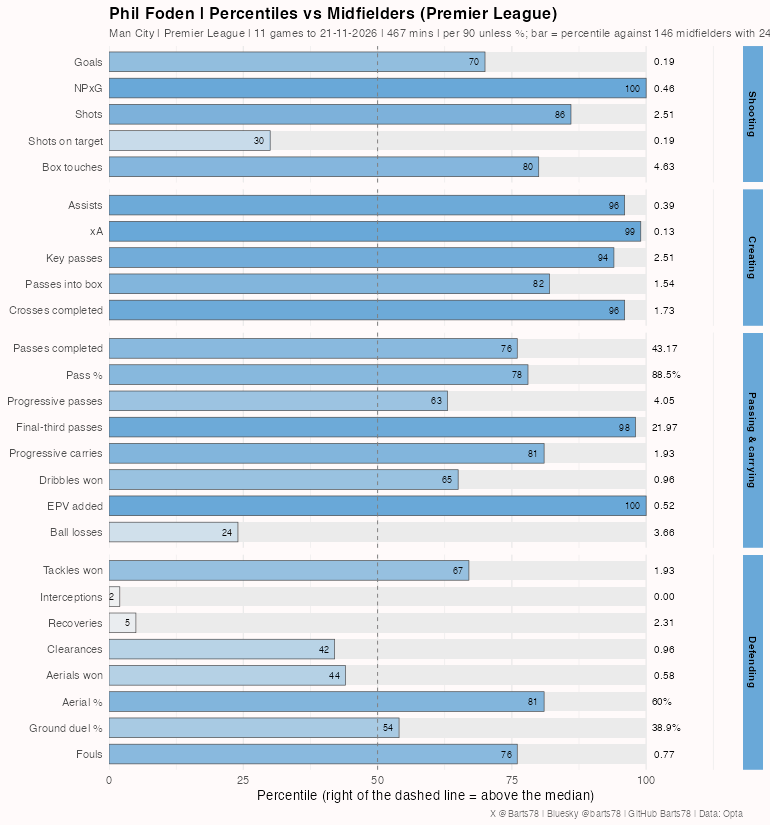 Phil Foden | Percentiles vs Midfielders (Premier League)
Man City | Premier League | 11 games to 21-11-2026 | 467 mins | per 90 unless %; bar = percentile against 146 midfielders with 24
Goals 70 0.19
NPxG 100 0.46
Shots 86 2.51
Shots on target 30 0.19
Box touches 80 4.63
Shooting
Assists 96 0.39
xA 99 0.13
Key passes 94 2.51
Passes into box 82 1.54
Crosses completed 96 1.73
Creating
Passes completed 76 43.17
Pass % 78 88.5%
Progressive passes 63 4.05
Final-third passes 98 21.97
Progressive carries 81 1.93
Dribbles won 65 0.96
EPV added 100 0.52
Ball losses 24 3.66
Passing & carrying
Tackles won 67 1.93
Interceptions 2 0.00
Recoveries 5 2.31
Clearances 42 0.96
Aerials won 44 0.58
Aerial % 81 60%
Ground duel % 54 38.9%
Fouls 76 0.77
Defending
0 25 50 75 100
Percentile (right of the dashed line = above the median)
X @Barts78 | Bluesky @barts78 | GitHub Barts78 | Data: Opta